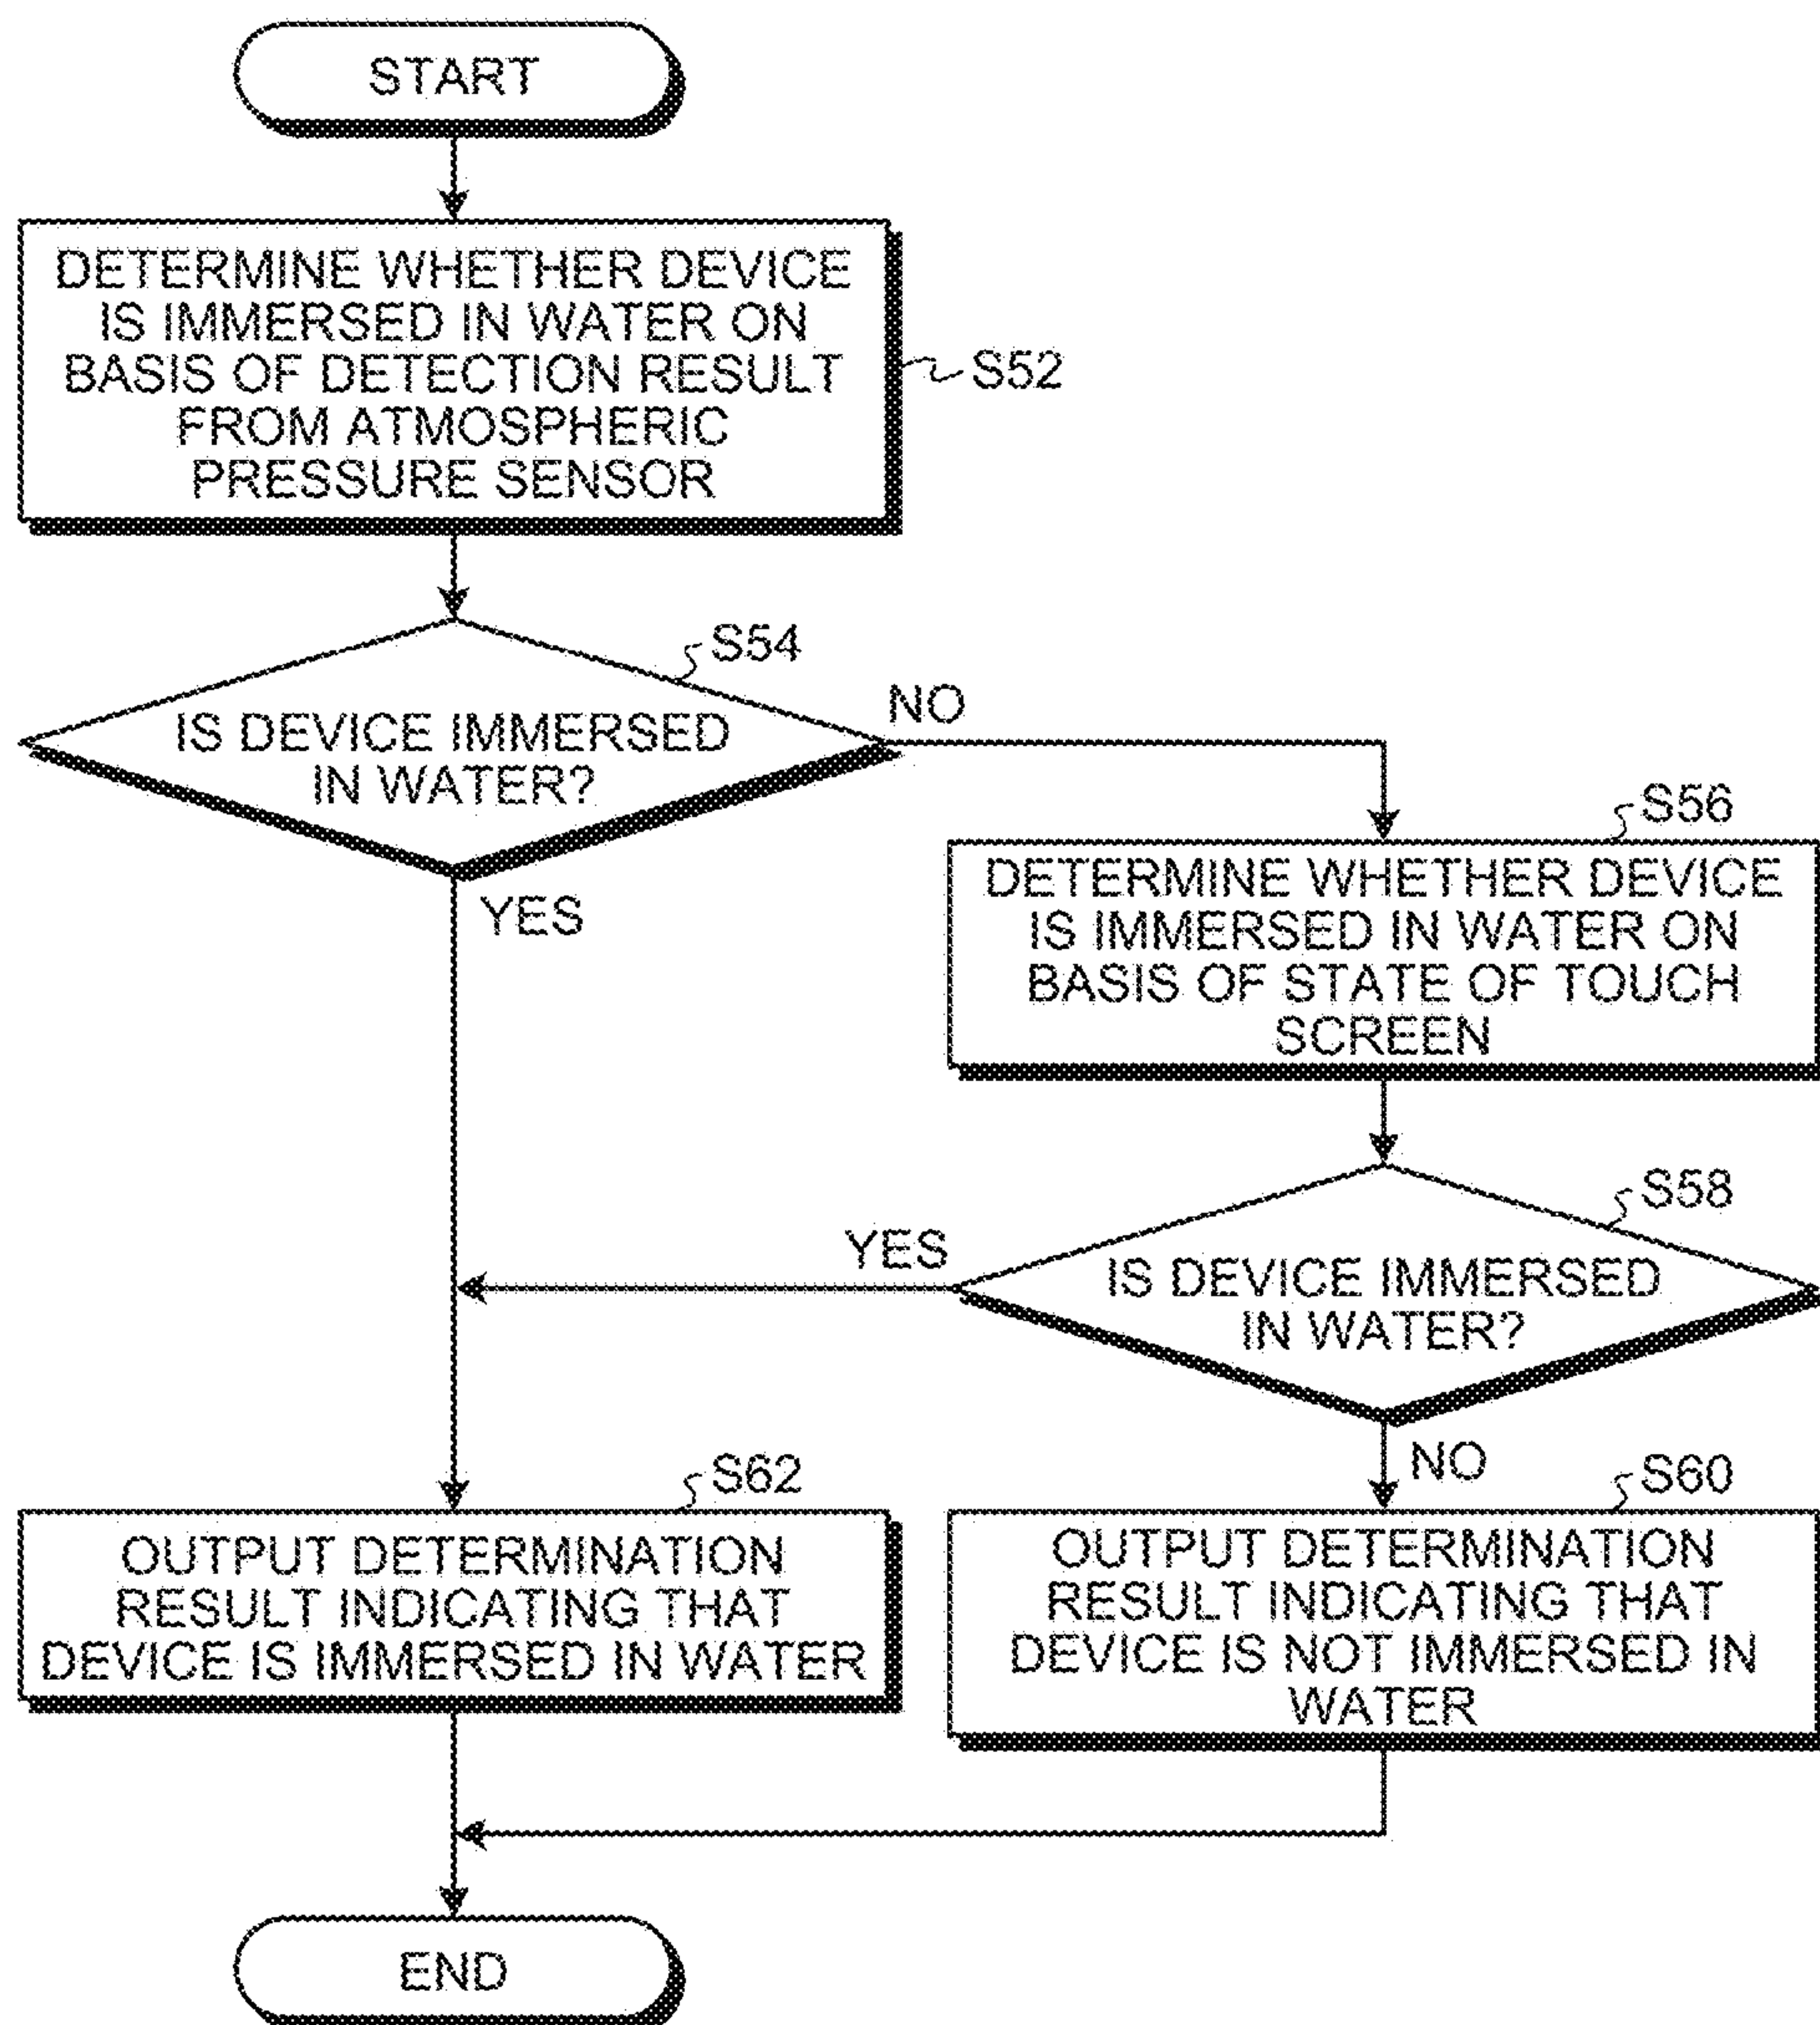 START
DETERMINE WHETHER DEVICE
IS IMMERSED IN WATER ON
BASIS OF DETECTION RESULT
FROM ATMOSPHERIC
PRESSURE SENSOR
S52
S54
IS DEVICE IMMERSED
IN WATER?
NO
YES
S56
DETERMINE WHETHER DEVICE
IS IMMERSED IN WATER ON
BASIS OF STATE OF TOUCH
SCREEN
S58
IS DEVICE IMMERSED
IN WATER?
YES
NO
S62
OUTPUT DETERMINATION
RESULT INDICATING THAT
DEVICE IS IMMERSED IN WATER
S60
OUTPUT DETERMINATION
RESULT INDICATING THAT
DEVICE IS NOT IMMERSED IN
WATER
END